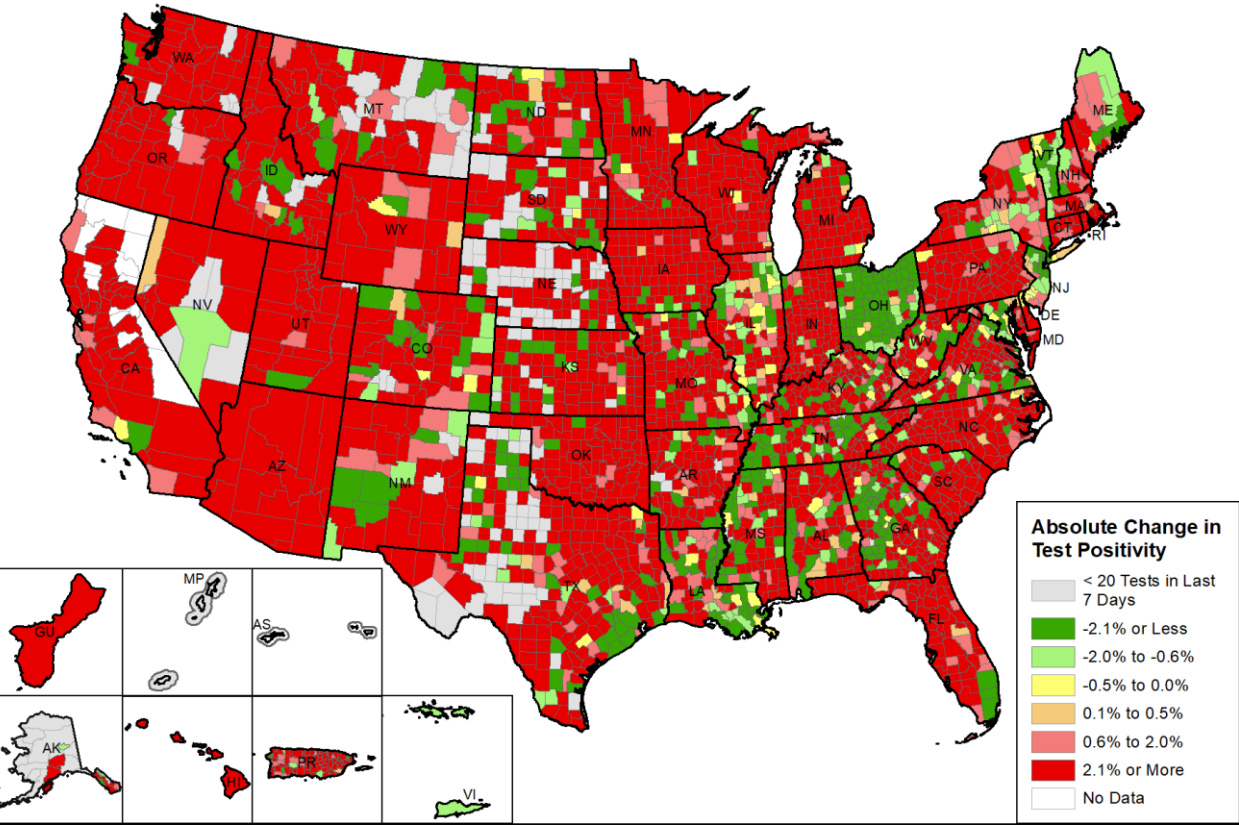 WA
MT
ND
MN
ME
OR
ID
SD
WI
VT
NH
NY
MA
CT
RI
WY
MI
IA
PA
NJ
NE
NV
UT
CO
IL
IN
OH
DE
MD
WV
VA
CA
KS
MO
KY
AZ
NM
OK
AR
TN
NC
SC
MS
AL
GA
TX
LA
FL
GU
MP
AS
AK
HI
PR
VI
Absolute Change in
Test Positivity
< 20 Tests in Last
7 Days
-2.1% or Less
-2.0% to -0.6%
-0.5% to 0.0%
0.1% to 0.5%
0.6% to 2.0%
2.1% or More
No Data